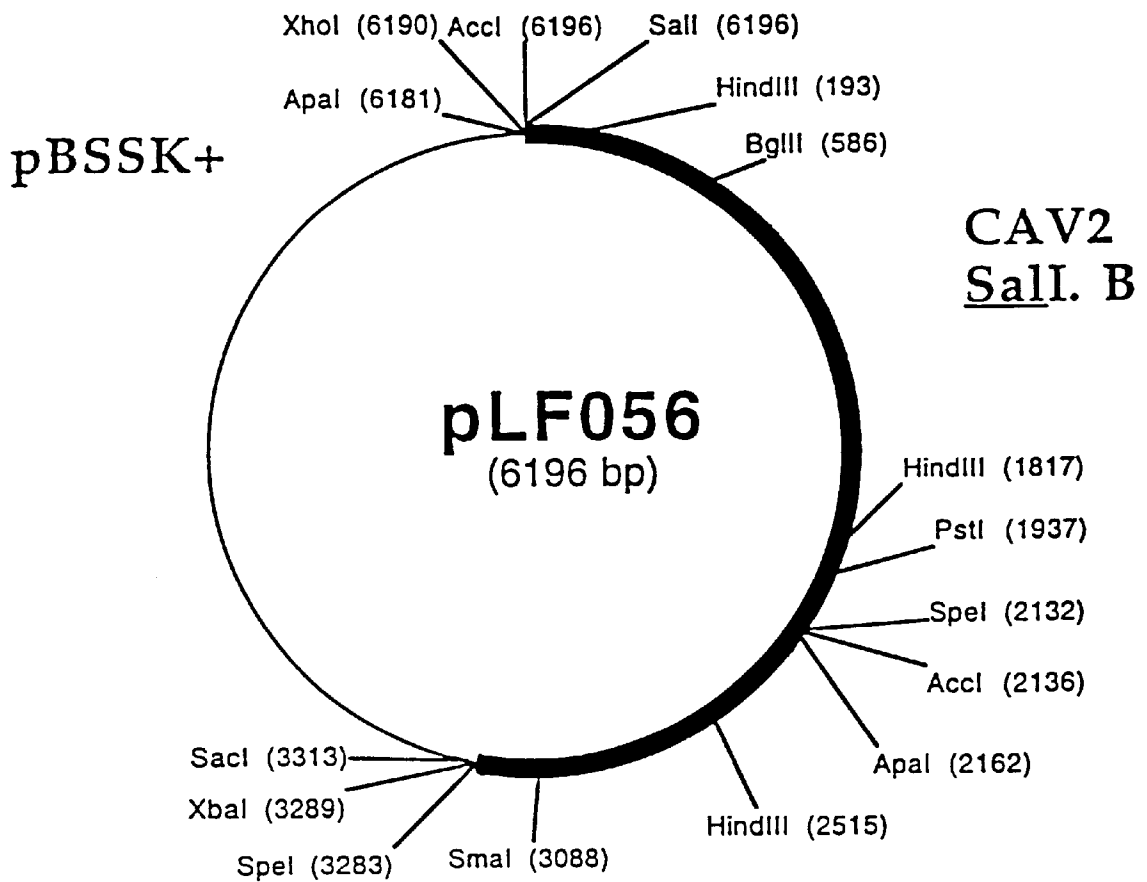 XhoI (6190) AccI (6196) SalI (6196)
ApaI (6181)
HindIII (193)
BglII (586)
pBSSK+
CAV2
SalI. B
pLF056
(6196 bp)
HindIII (1817)
PstI (1937)
SpeI (2132)
AccI (2136)
ApaI (2162)
HindIII (2515)
SmaI (3088)
SpeI (3283)
XbaI (3289)
SacI (3313)